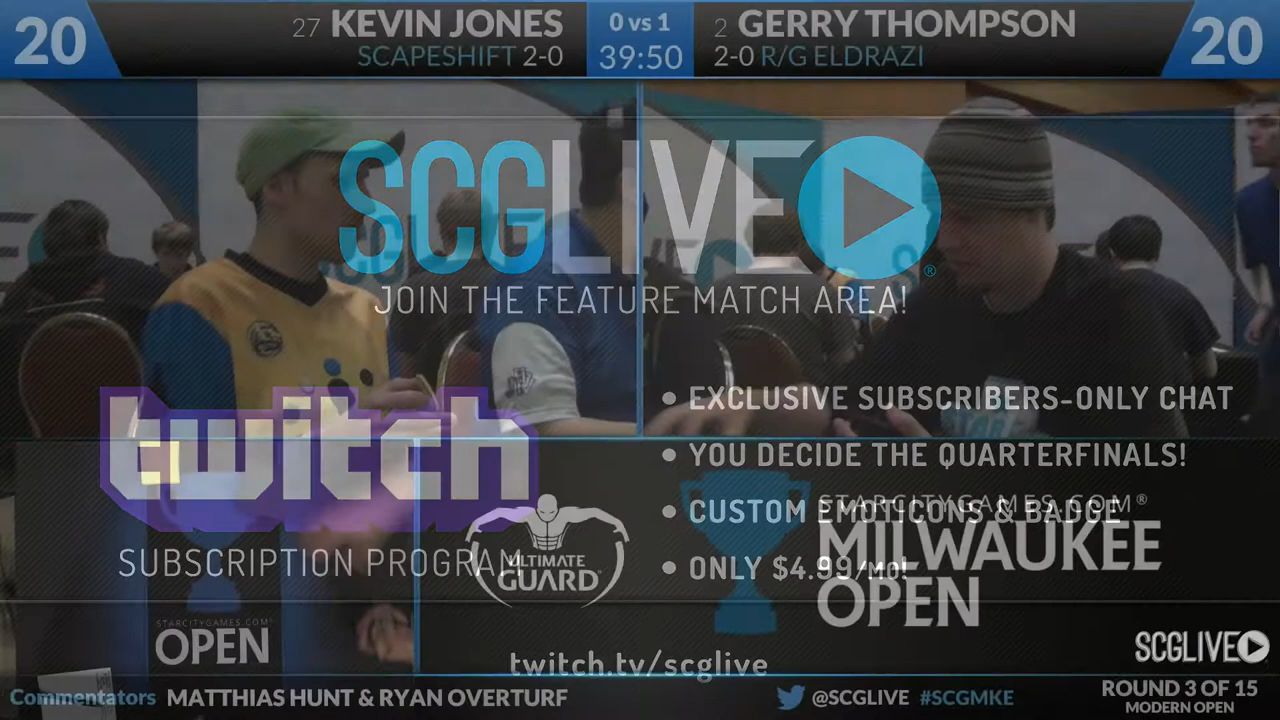 20
27 KEVIN JONES
SCAPESHIFT 2-0
0 vs 1
39:50
2 GERRY THOMPSON
2-0 R/G ELDRAZI
20
SCGLIVE ®
JOIN THE FEATURE MATCH AREA!
twitch
SUBSCRIPTION PROGRAM
• EXCLUSIVE SUBSCRIBERS-ONLY CHAT
• YOU DECIDE THE QUARTERFINALS!
• CUSTOM EMOTICONS & BADGE
• ONLY $4.99/MO!
ULTIMATE
GUARD
STARCITYGAMES.COM®
MILWAUKEE
OPEN
STARCITYGAMES.COM
OPEN
twitch.tv/scglive
SCGLIVE
Commentators MATTHIAS HUNT & RYAN OVERTURF
@SCGLIVE #SCGMKE
ROUND 3 OF 15
MODERN OPEN